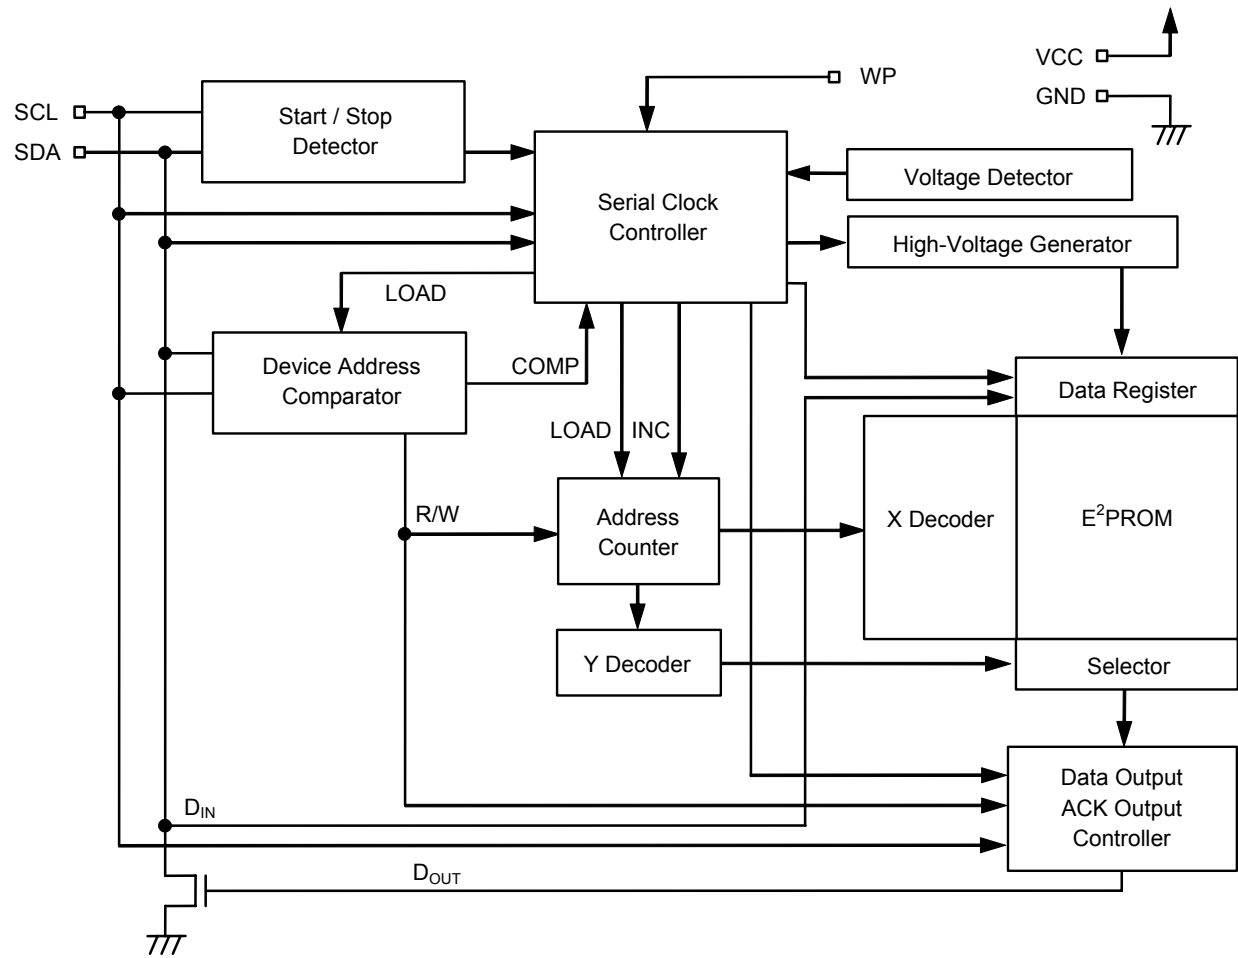 VCC
GND
WP
SCL
SDA
Start / Stop
Detector
Voltage Detector
Serial Clock
Controller
High-Voltage Generator
LOAD
Device Address
Comparator
COMP
Data Register
LOAD
INC
R/W
Address
Counter
X Decoder
E²PROM
Y Decoder
Selector
Data Output
ACK Output
Controller
DIN
DOUT